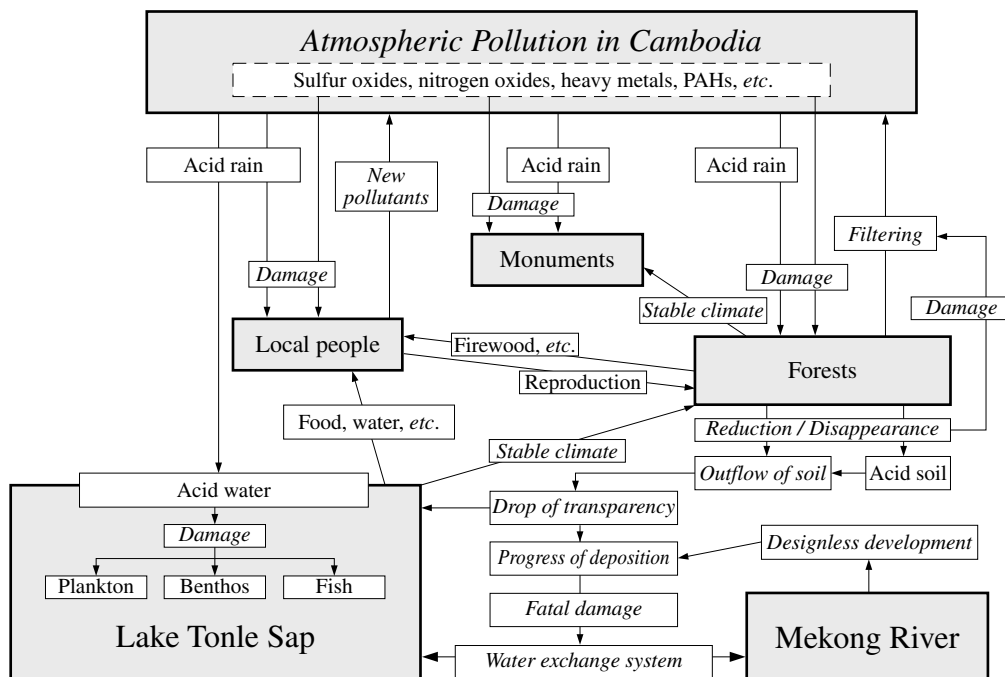 Atmospheric Pollution in Cambodia
Sulfur oxides, nitrogen oxides, heavy metals, PAHs, etc.
Acid rain
New
pollutants
Acid rain
Acid rain
Damage
Filtering
Monuments
Damage
Damage
Stable climate
Damage
Local people
Firewood, etc.
Forests
Reproduction
Food, water, etc.
Reduction / Disappearance
Stable climate
Outflow of soil
Acid soil
Acid water
Drop of transparency
Damage
Progress of deposition
Designless development
Plankton
Benthos
Fish
Fatal damage
Lake Tonle Sap
Mekong River
Water exchange system